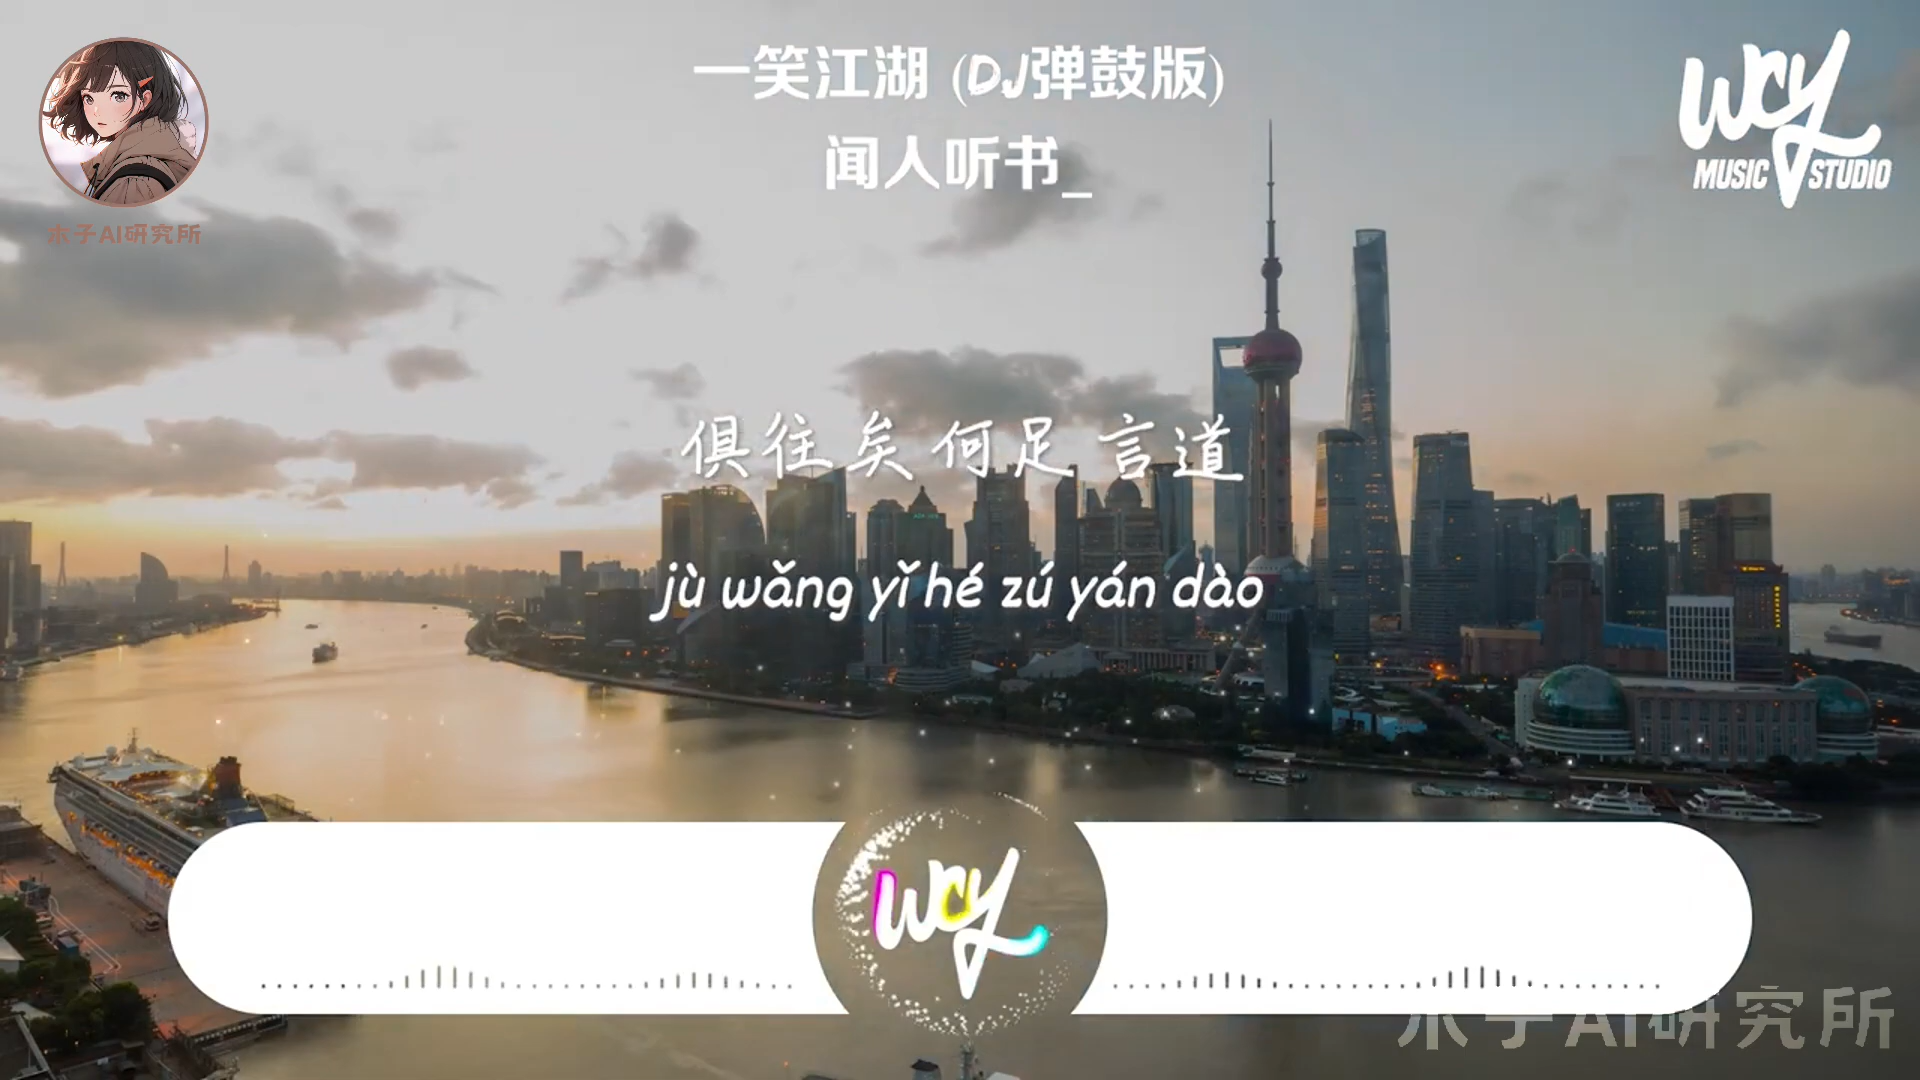 一笑江湖 (DJ弹鼓版)
闻人听书_
WCY
MUSIC STUDIO
木子AI研究所
俱往矣 何足 言道
jù wǎng yǐ hé zú yán dào
WCY
木子AI研究所